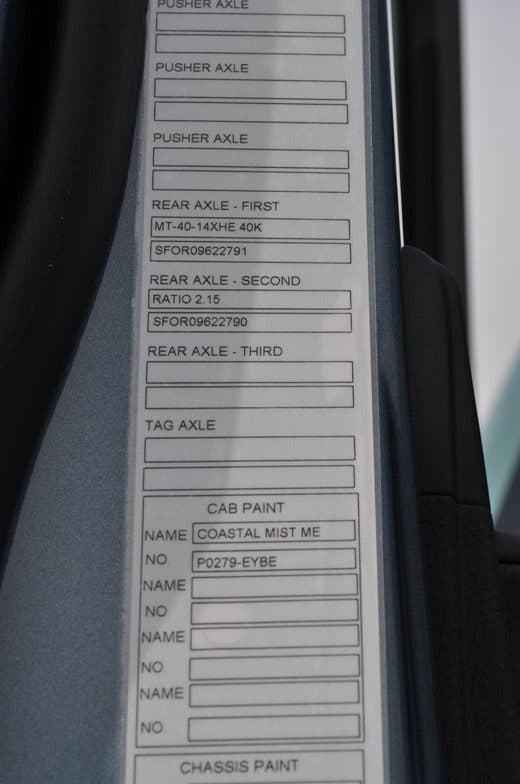 PUSHER AXLE
PUSHER AXLE
PUSHER AXLE
REAR AXLE - FIRST
MT-40-14XHE 40K
SFOR09622791
REAR AXLE - SECOND
RATIO 2.15
SFOR09622790
REAR AXLE - THIRD
TAG AXLE
CAB PAINT
NAME COASTAL MIST ME
NO P0279-EYBE
NAME
NO
NAME
NO
NAME
NO
CHASSIS PAINT